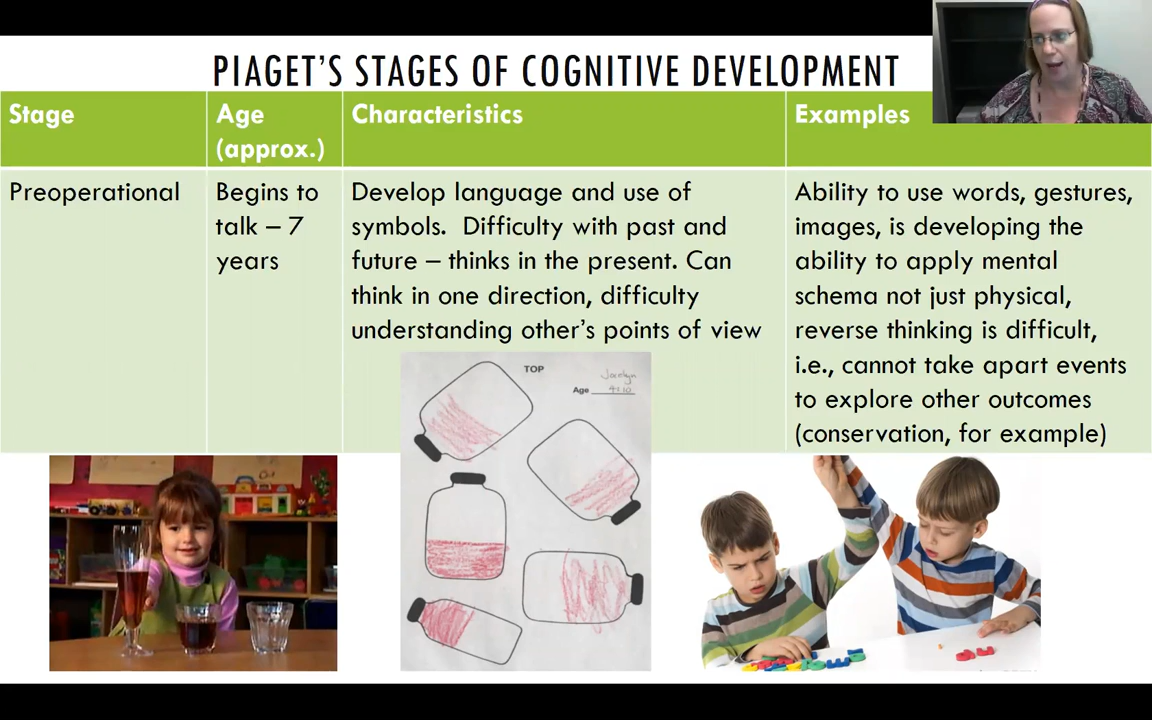 PIAGET'S STAGES OF COGNITIVE DEVELOPMENT
Stage
Age
(approx.)
Characteristics
Examples
Preoperational
Begins to
talk – 7
years
Develop language and use of
symbols.  Difficulty with past and
future – thinks in the present. Can
think in one direction, difficulty
understanding other's points of view
Ability to use words, gestures,
images, is developing the
ability to apply mental
schema not just physical,
reverse thinking is difficult,
i.e., cannot take apart events
to explore other outcomes
(conservation, for example)
TOP
Jocelyn
Age